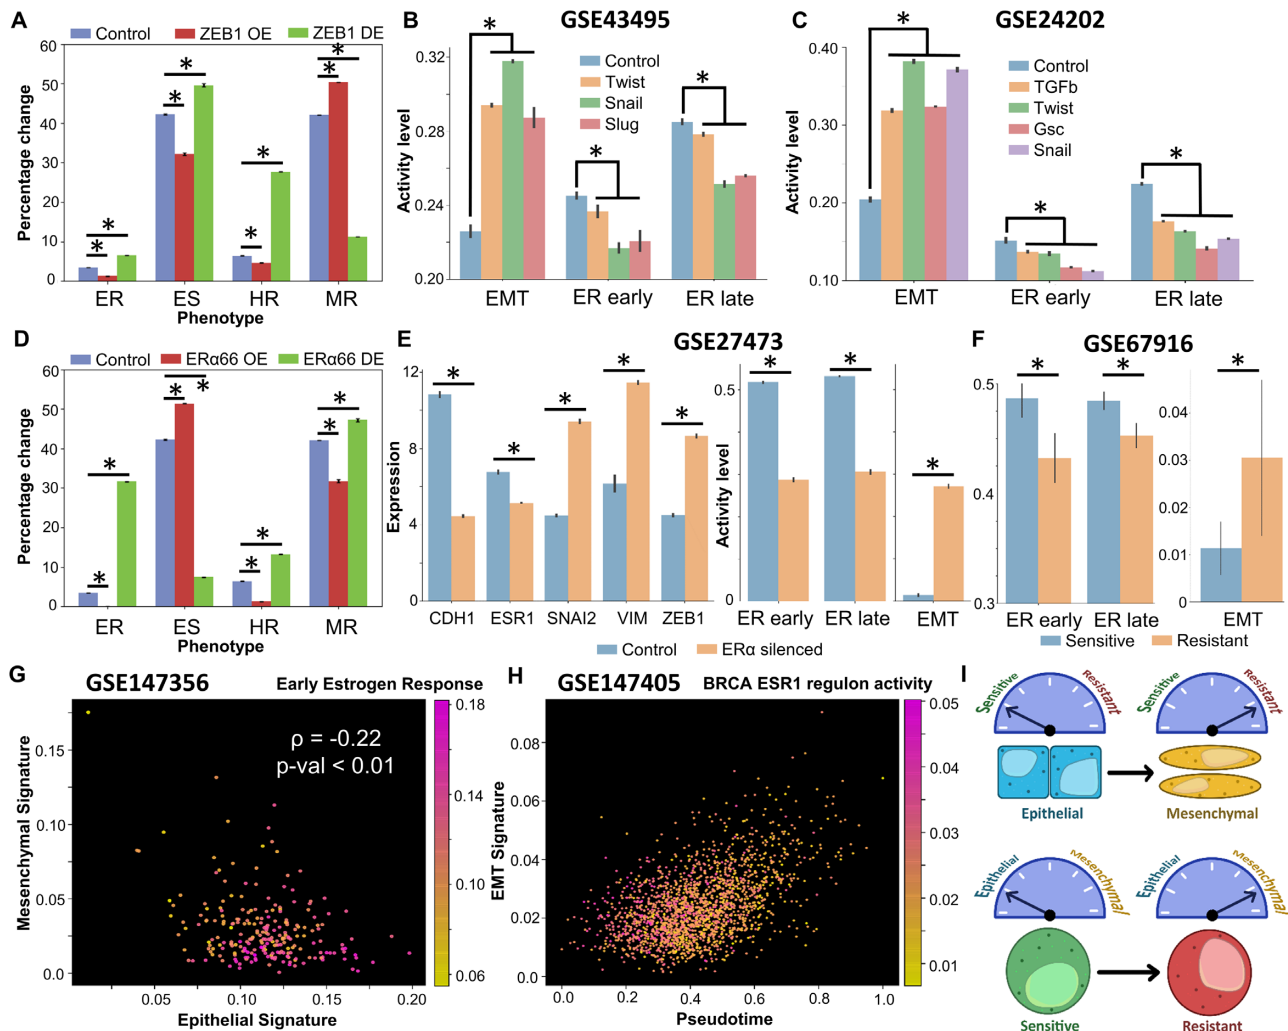 A
Control
ZEB1 OE
ZEB1 DE
Percentage change
60
50
40
30
20
10
0
*
*
*
*
*
*
*
*
ER
ES
HR
MR
Phenotype
B
GSE43495
Activity level
0.32
0.28
0.24
0.20
Control
Twist
Snail
Slug
*
*
*
EMT
ER early
ER late
C
GSE24202
Activity level
0.40
0.30
0.20
0.10
Control
TGFb
Twist
Gsc
Snail
*
*
*
EMT
ER early
ER late
D
Control
ERα66 OE
ERα66 DE
Percentage change
60
50
40
30
20
10
0
*
*
*
*
*
*
*
*
ER
ES
HR
MR
Phenotype
E
GSE27473
Expression
12
8
4
0
*
*
*
*
*
CDH1
ESR1
SNAI2
VIM
ZEB1
Activity level
0.5
0
*
*
*
ER early
ER late
EMT
Control
ERα silenced
F
GSE67916
0.5
0.4
0.3
*
*
ER early
ER late
0.04
0.03
0.02
0.01
0
*
EMT
Sensitive
Resistant
G
GSE147356
Early Estrogen Response
Mesenchymal Signature
0.15
0.10
0.05
0.0
ρ = -0.22
p-val < 0.01
0.05
0.10
0.15
0.20
Epithelial Signature
0.18
0.14
0.10
0.06
H
GSE147405
BRCA ESR1 regulon activity
EMT Signature
0.08
0.06
0.04
0.02
0.0
0.0
0.2
0.4
0.6
0.8
1.0
Pseudotime
0.05
0.04
0.03
0.02
0.01
I
Sensitive
Resistant
Sensitive
Resistant
Epithelial
Mesenchymal
Epithelial
Mesenchymal
Epithelial
Mesenchymal
Sensitive
Resistant